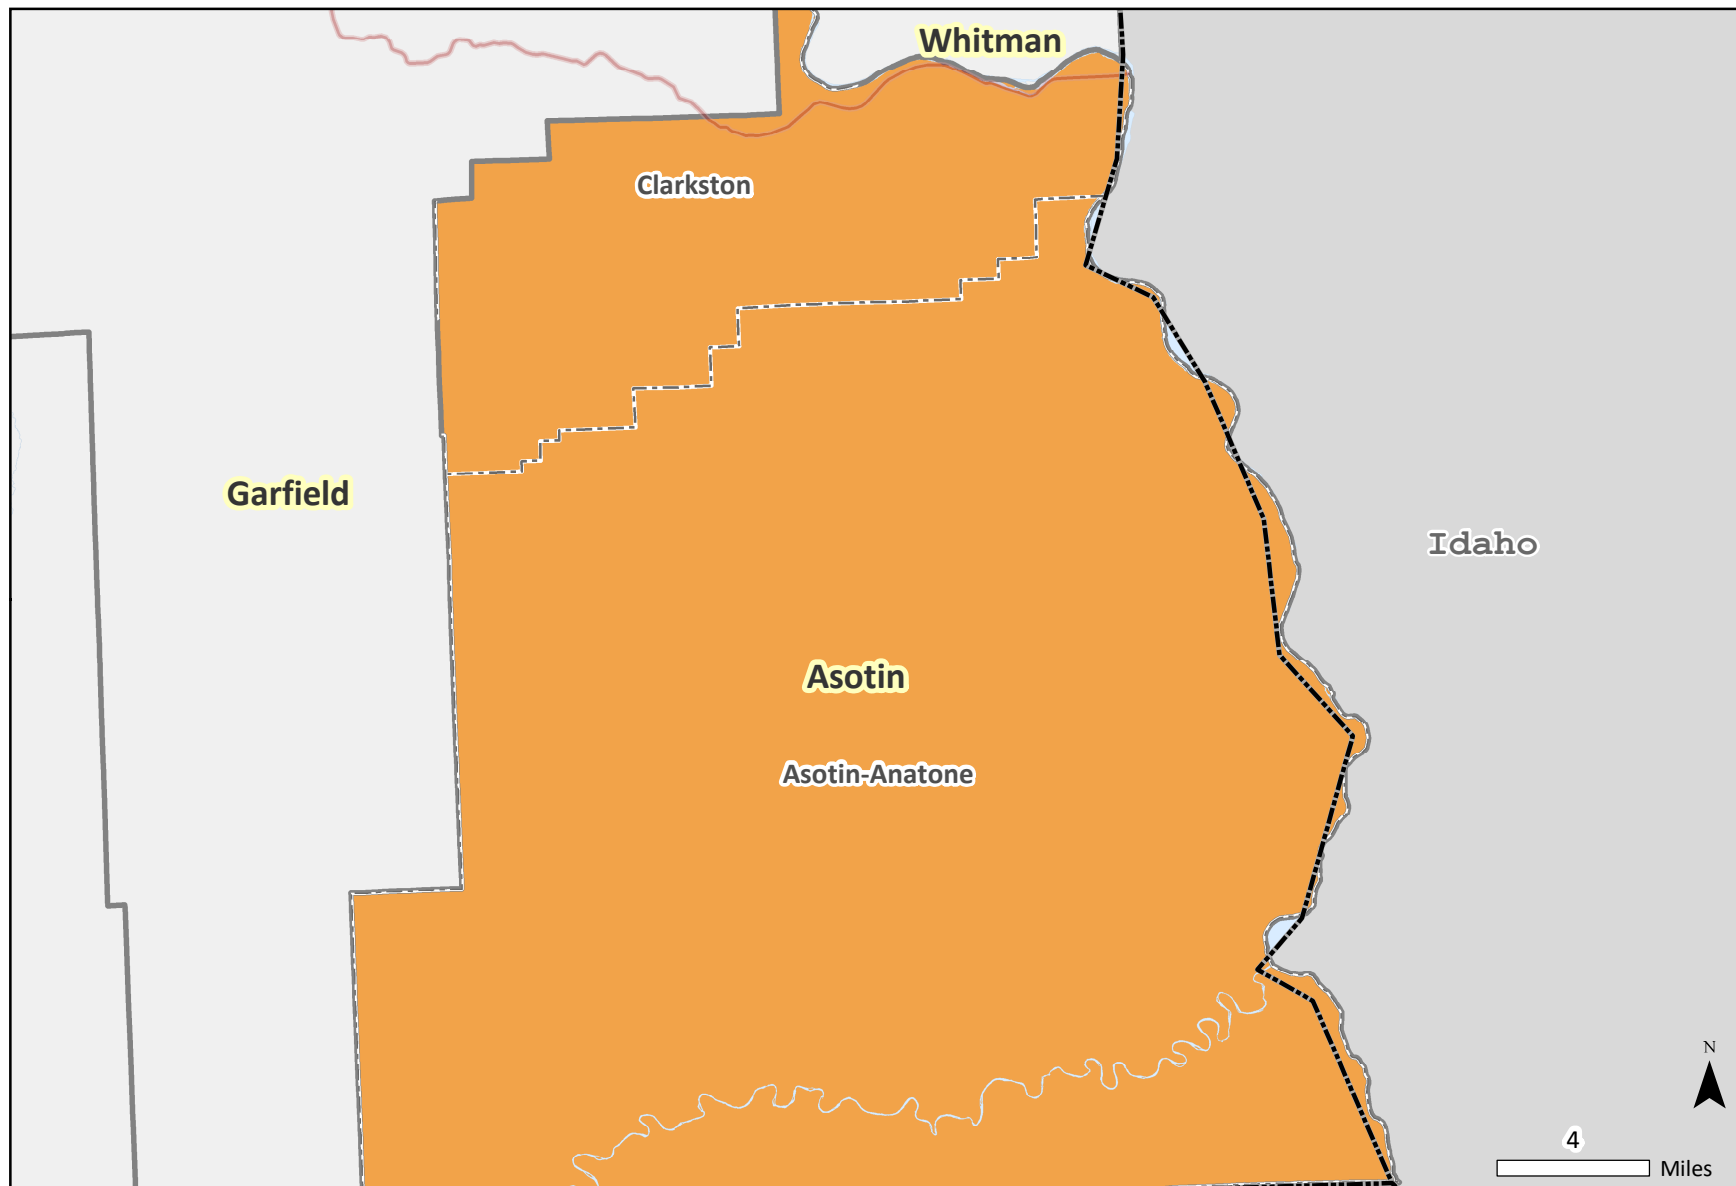 Whitman
Clarkston
Garfield
Idaho
Asotin
Asotin-Anatone
N
4
Miles